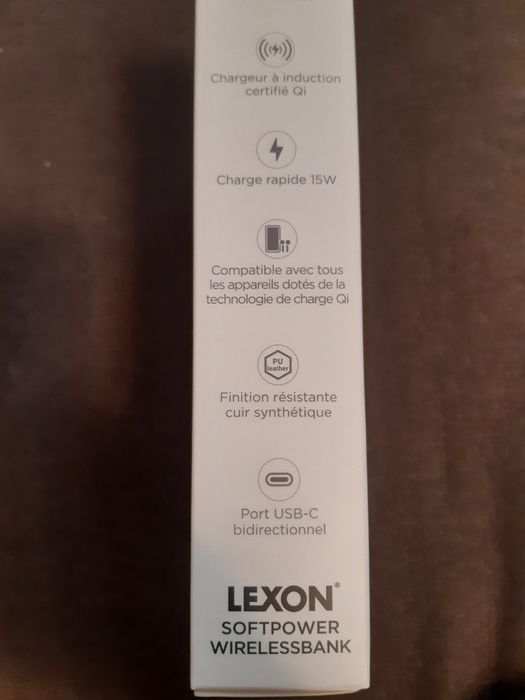 Chargeur à induction
certifié Qi
Charge rapide 15W
Compatible avec tous
les appareils dotés de la
technologie de charge Qi
PU
leather
Finition résistante
cuir synthétique
Port USB-C
bidirectionnel
LEXON®
SOFTPOWER
WIRELESSBANK